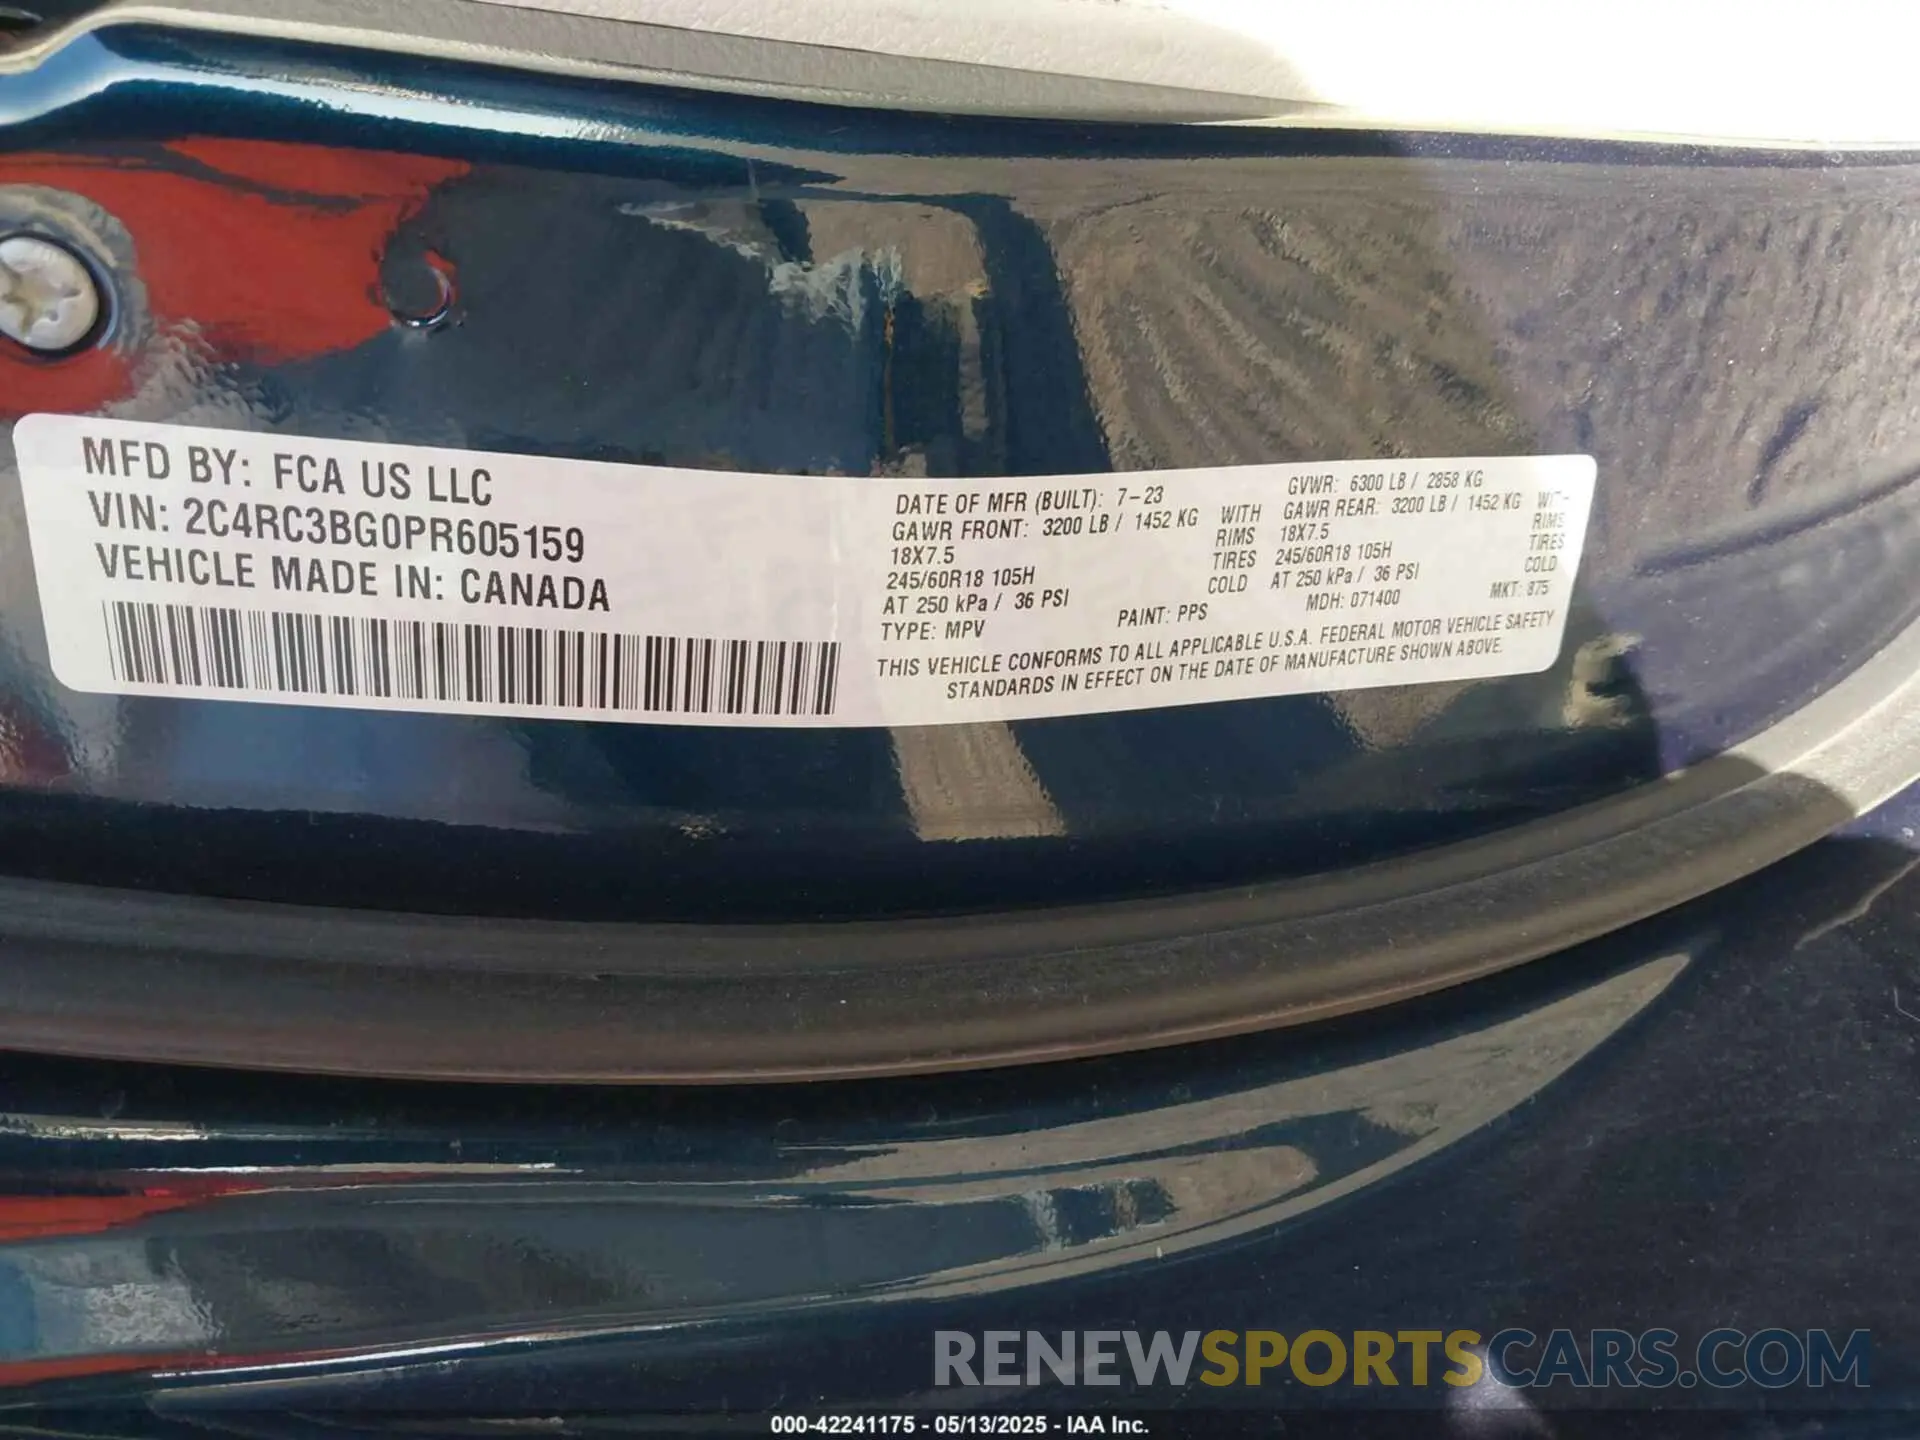 MFD BY: FCA US LLC
VIN: 2C4RC3BG0PR605159
VEHICLE MADE IN: CANADA
DATE OF MFR (BUILT): 7-23 GVWR: 6300 LB / 2858 KG
GAWR FRONT: 3200 LB / 1452 KG WITH GAWR REAR: 3200 LB / 1452 KG
18X7.5 RIMS 18X7.5 RIMS
245/60R18 105H TIRES 245/60R18 105H TIRES
AT 250 kPa / 36 PSI COLD AT 250 kPa / 36 PSI COLD
TYPE: MPV PAINT: PPS MDH: 071400 MKT: 875
THIS VEHICLE CONFORMS TO ALL APPLICABLE U.S.A. FEDERAL MOTOR VEHICLE SAFETY
STANDARDS IN EFFECT ON THE DATE OF MANUFACTURE SHOWN ABOVE.
RENEWSPORTSCARS.COM
000-42241175 - 05/13/2025 - IAA Inc.